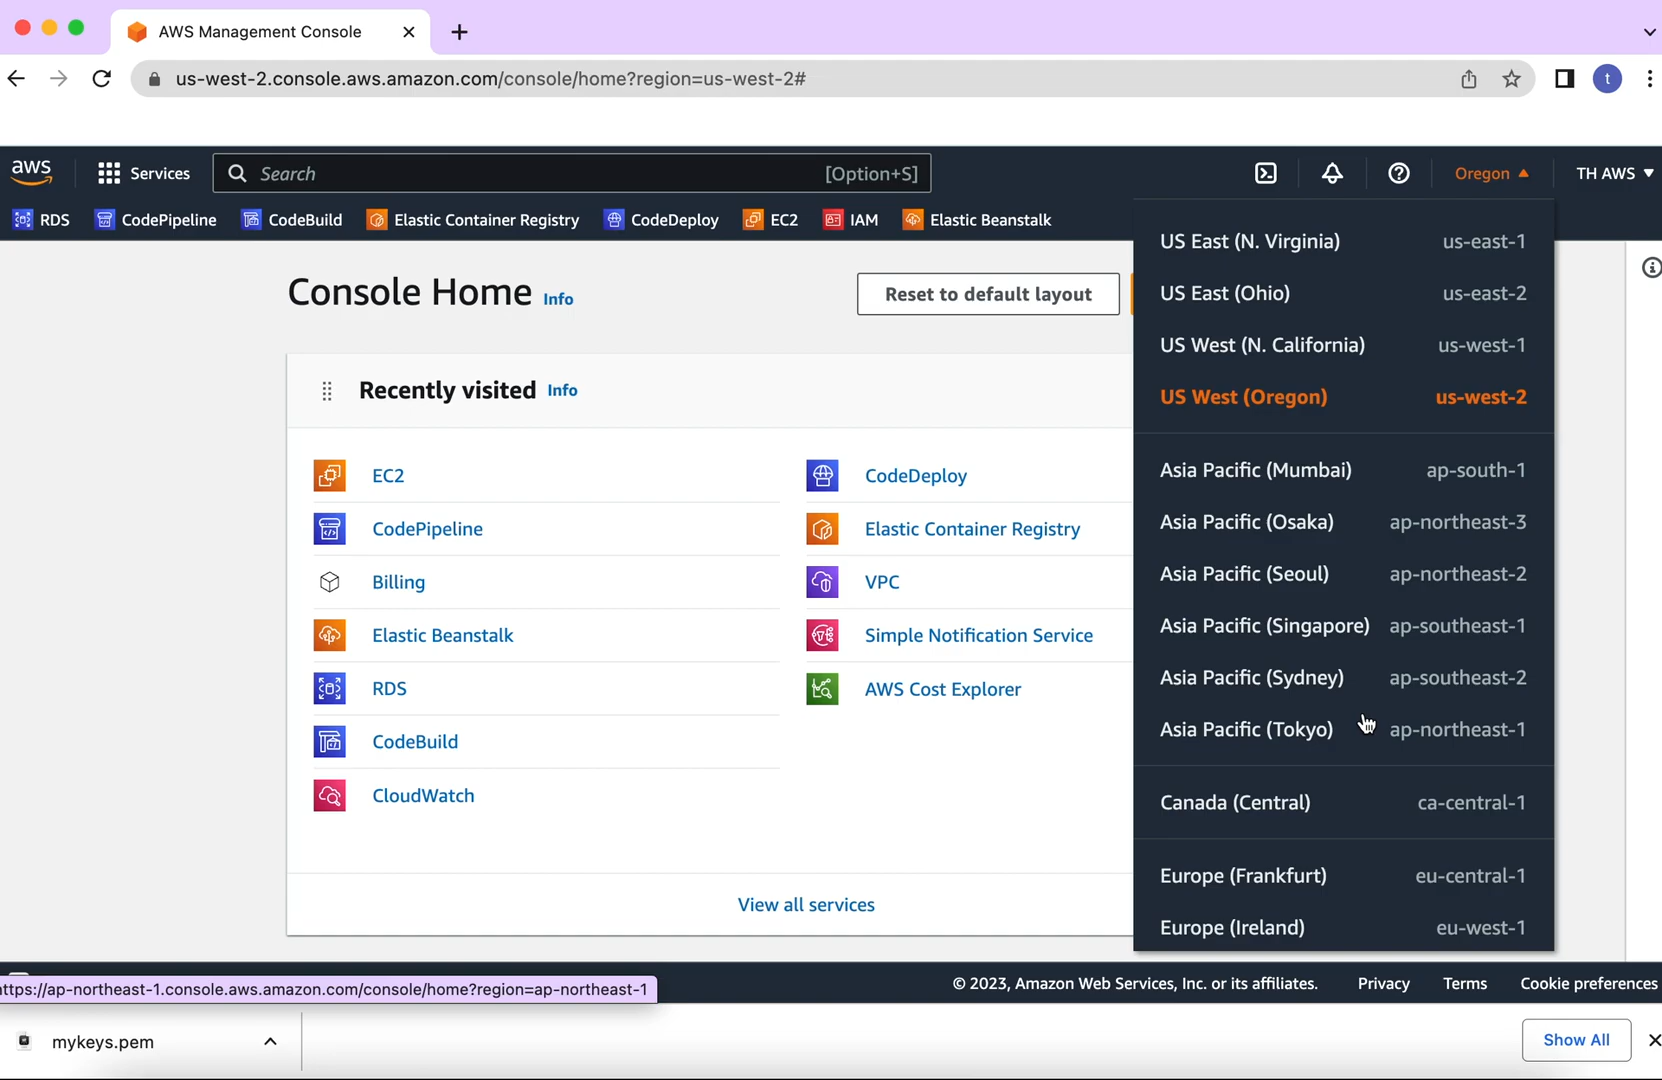 AWS Management Console
us-west-2.console.aws.amazon.com/console/home?region=us-west-2#
t
aws
Services
Search
[Option+S]
Oregon
TH AWS
RDS
CodePipeline
CodeBuild
Elastic Container Registry
CodeDeploy
EC2
IAM
Elastic Beanstalk
Console Home Info
Reset to default layout
Recently visited Info
EC2
CodePipeline
Billing
Elastic Beanstalk
RDS
CodeBuild
CloudWatch
CodeDeploy
Elastic Container Registry
VPC
Simple Notification Service
AWS Cost Explorer
View all services
US East (N. Virginia) us-east-1
US East (Ohio) us-east-2
US West (N. California) us-west-1
US West (Oregon) us-west-2
Asia Pacific (Mumbai) ap-south-1
Asia Pacific (Osaka) ap-northeast-3
Asia Pacific (Seoul) ap-northeast-2
Asia Pacific (Singapore) ap-southeast-1
Asia Pacific (Sydney) ap-southeast-2
Asia Pacific (Tokyo) ap-northeast-1
Canada (Central) ca-central-1
Europe (Frankfurt) eu-central-1
Europe (Ireland) eu-west-1
ttps://ap-northeast-1.console.aws.amazon.com/console/home?region=ap-northeast-1
© 2023, Amazon Web Services, Inc. or its affiliates.
Privacy
Terms
Cookie preferences
mykeys.pem
Show All